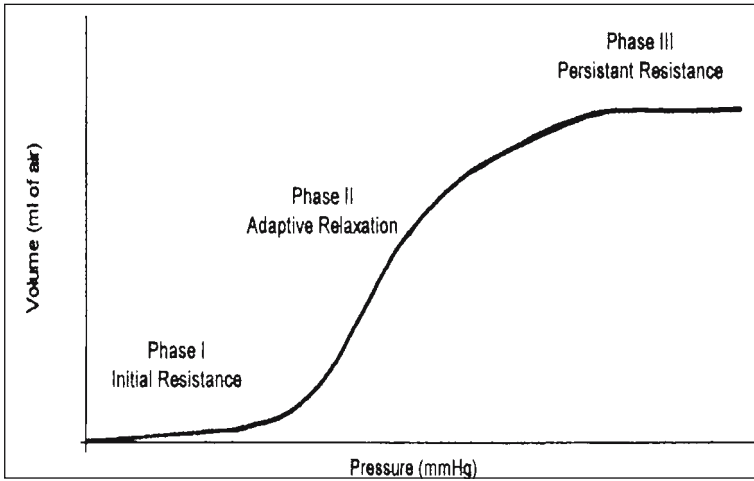 Phase III
Persistant Resistance
Phase II
Adaptive Relaxation
Volume (ml of air)
Phase I
Initial Resistance
Pressure (mmHg)